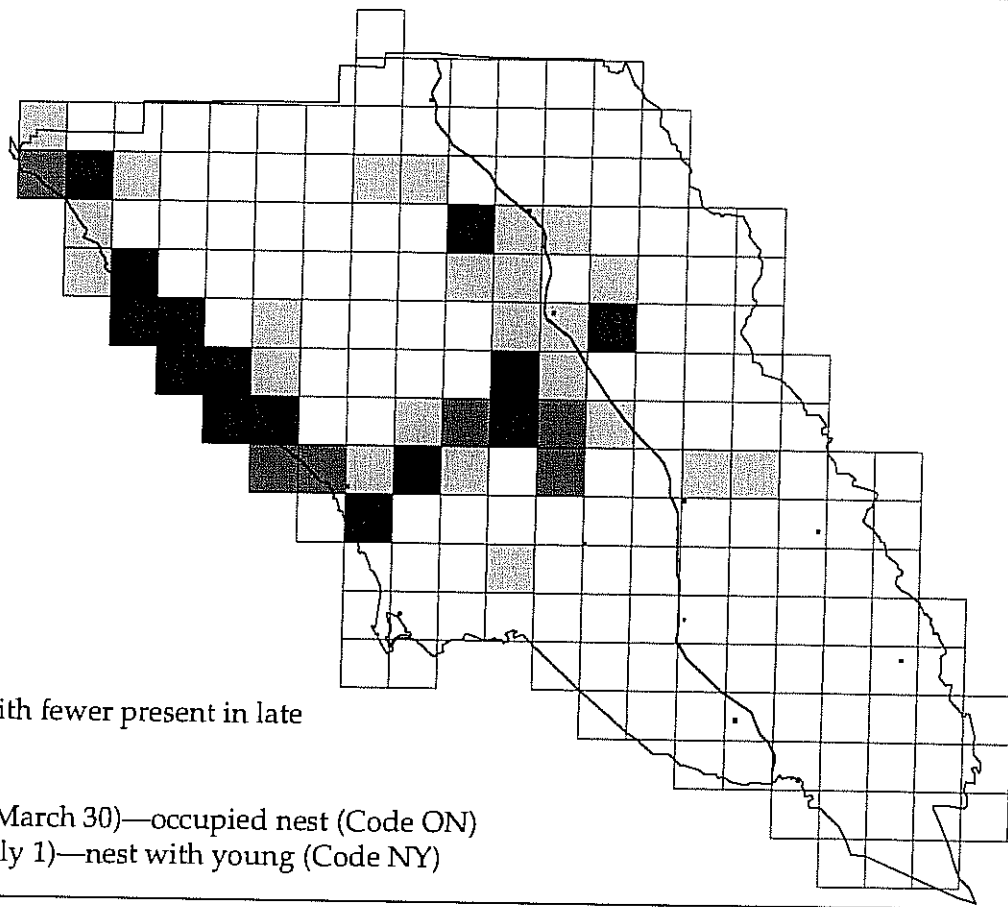 ith fewer present in late
March 30)—occupied nest (Code ON)
ly 1)—nest with young (Code NY)